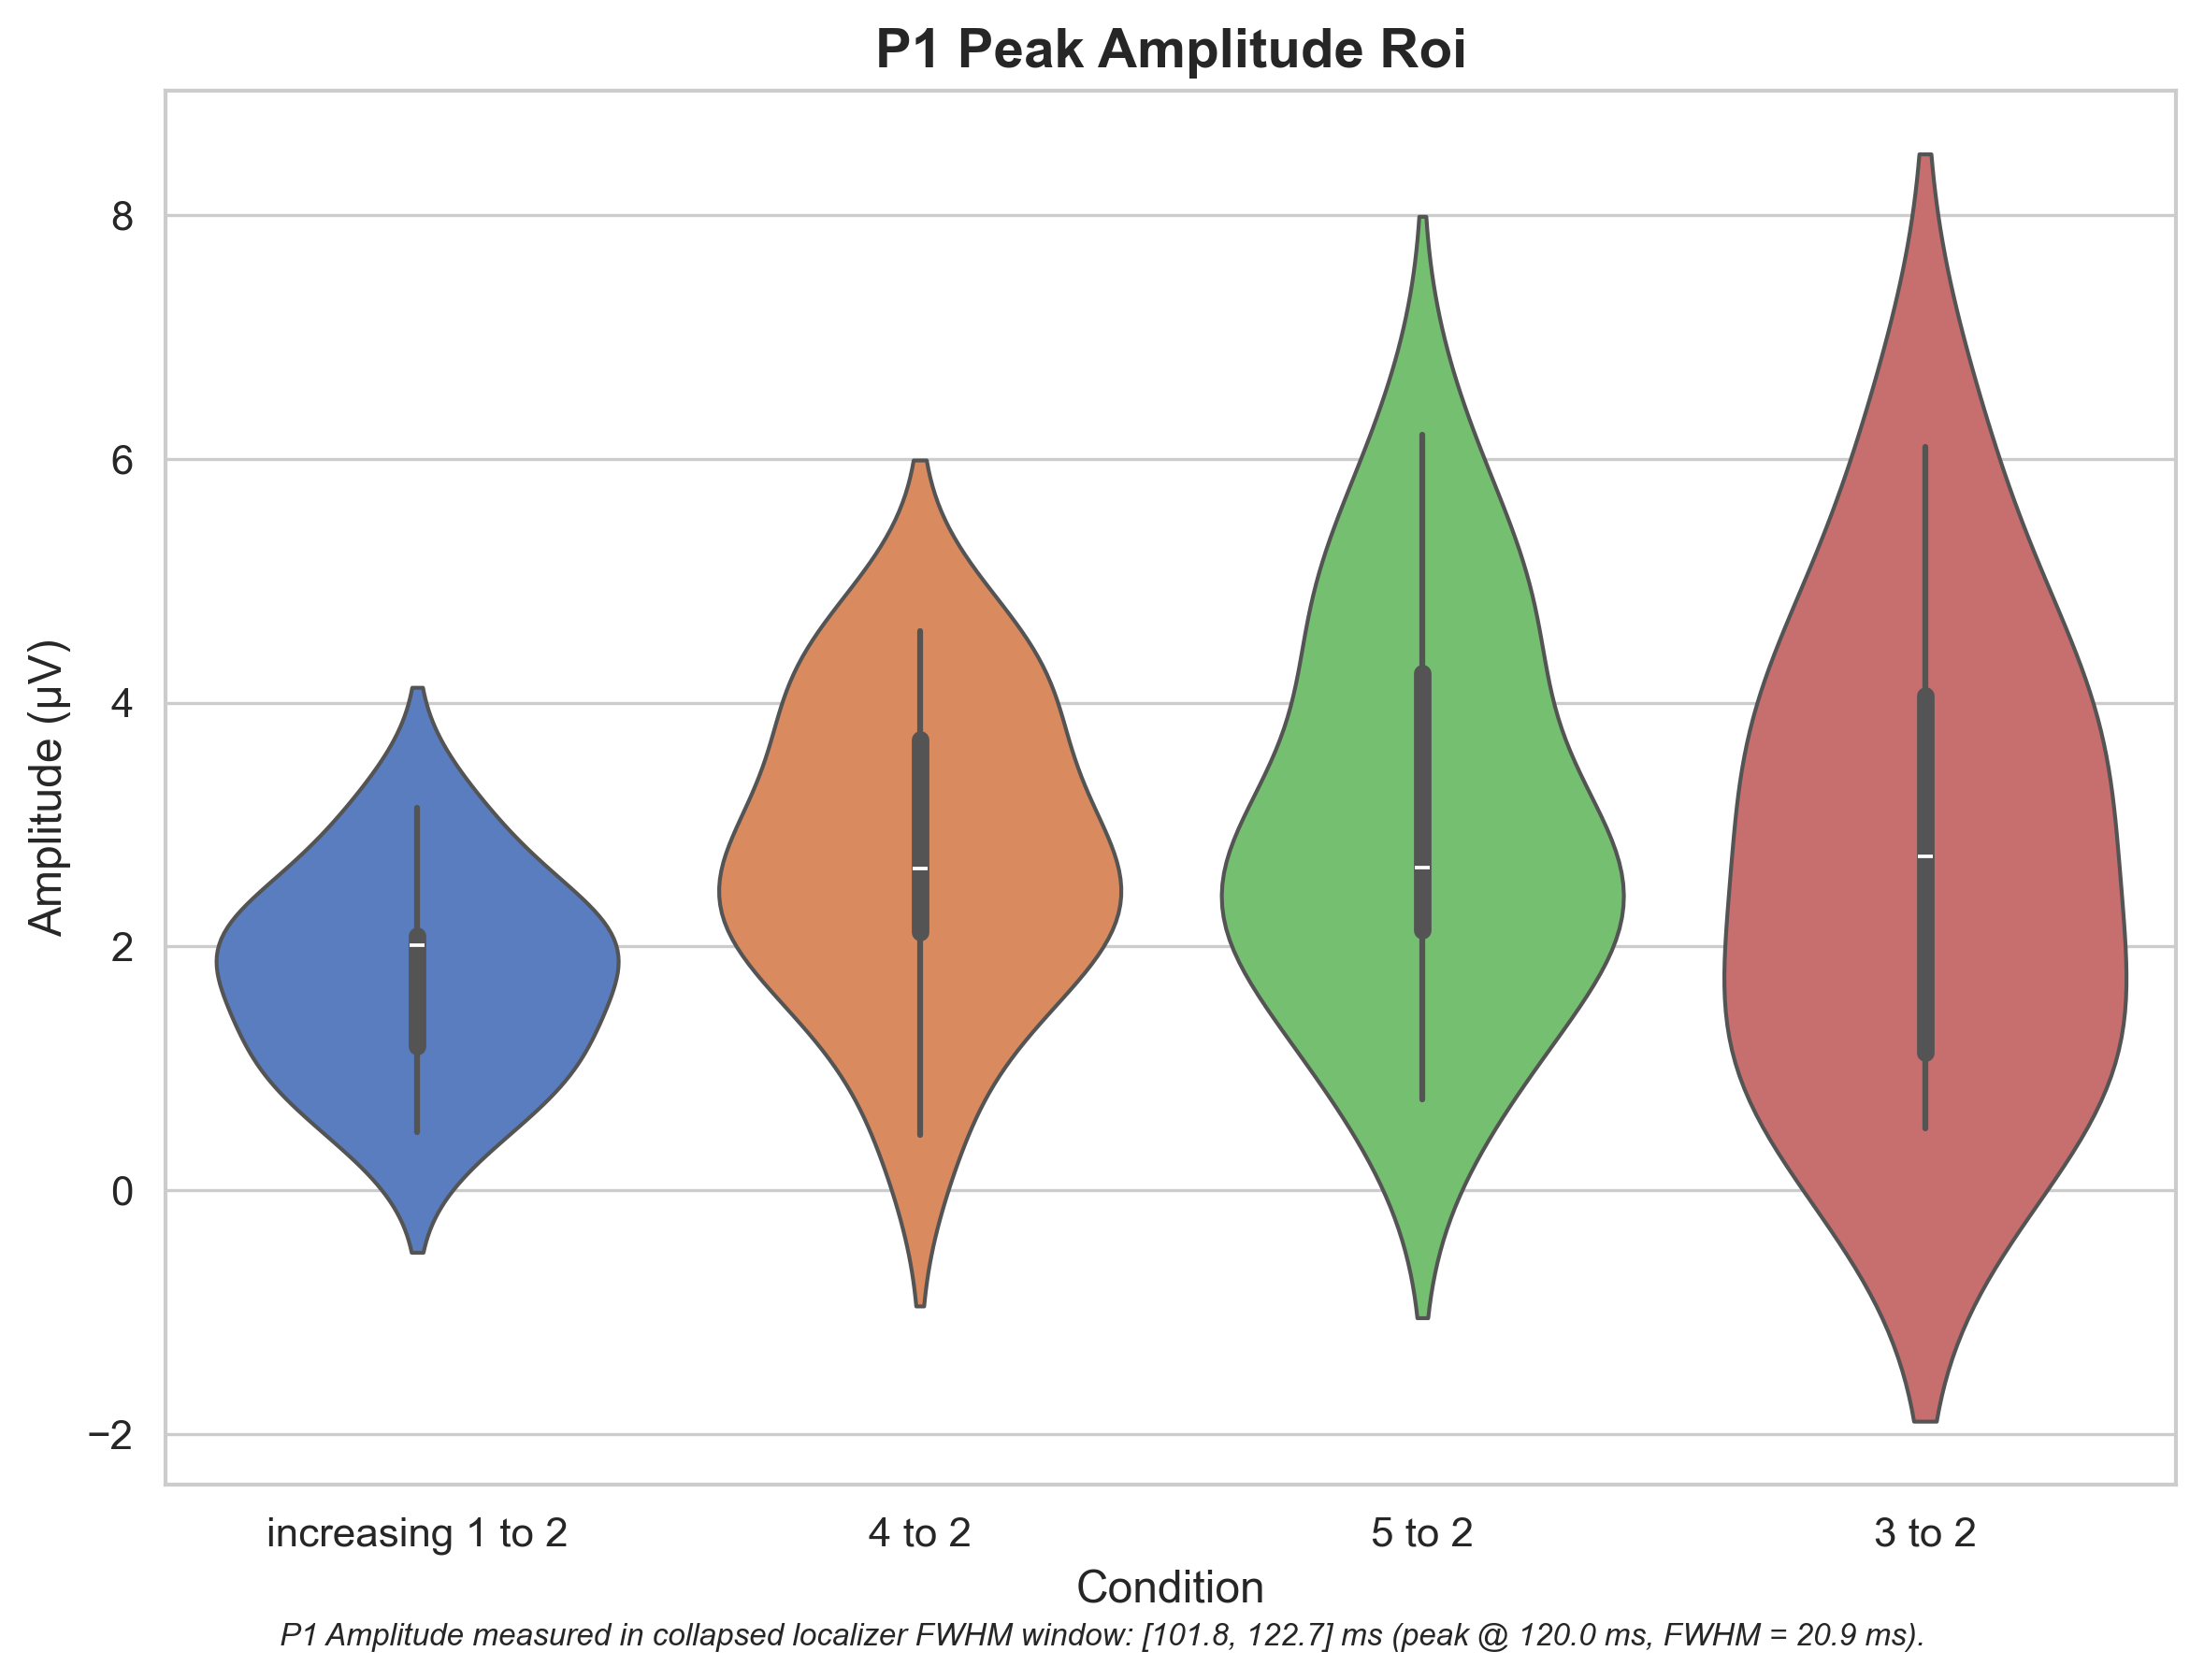 P1 Peak Amplitude Roi
Amplitude (µV)
8
6
4
2
0
−2
increasing 1 to 2
4 to 2
5 to 2
3 to 2
Condition
P1 Amplitude measured in collapsed localizer FWHM window: [101.8, 122.7] ms (peak @ 120.0 ms, FWHM = 20.9 ms).